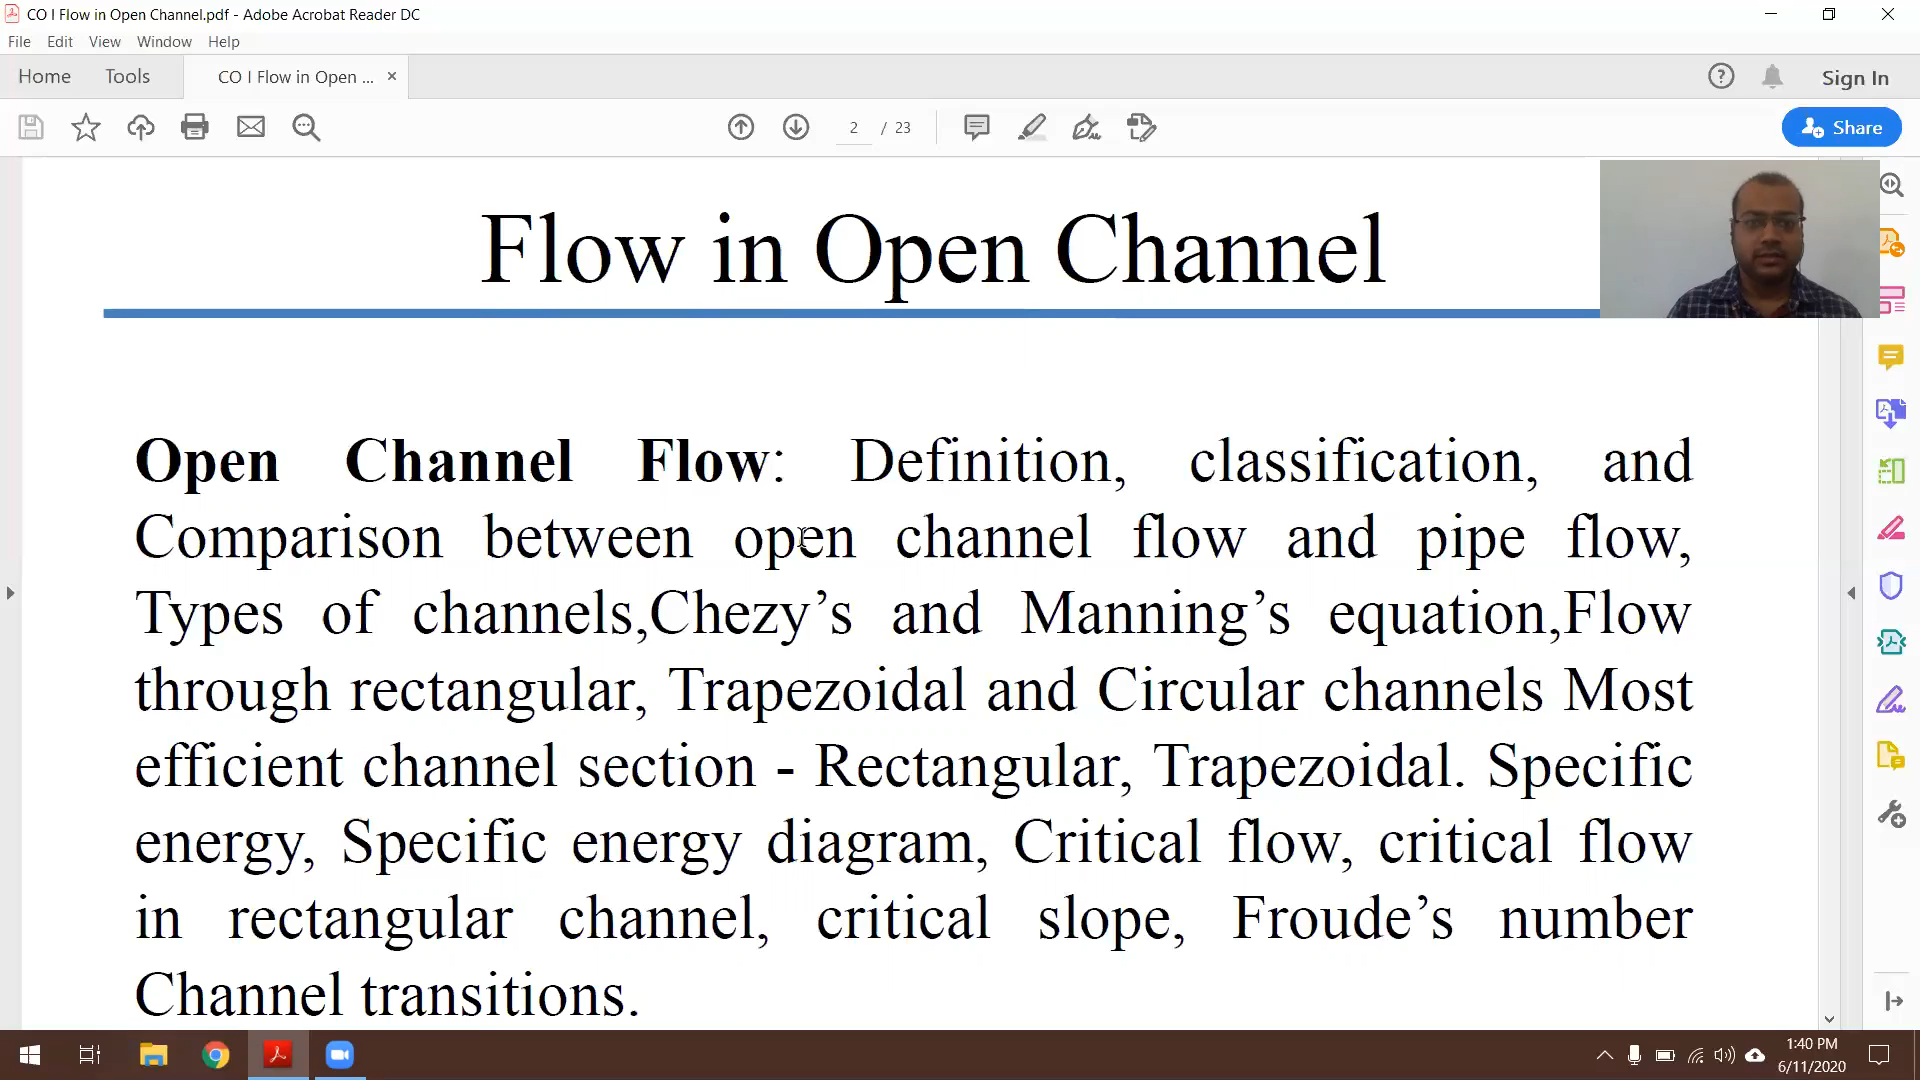 CO I Flow in Open Channel.pdf - Adobe Acrobat Reader DC
File Edit View Window Help
Home Tools CO I Flow in Open ... × Sign In
2 / 23 Share
Flow in Open Channel
Open Channel Flow: Definition, classification, and
Comparison between open channel flow and pipe flow,
Types of channels,Chezy’s and Manning’s equation,Flow
through rectangular, Trapezoidal and Circular channels Most
efficient channel section - Rectangular, Trapezoidal. Specific
energy, Specific energy diagram, Critical flow, critical flow
in rectangular channel, critical slope, Froude’s number
Channel transitions.
1:40 PM
6/11/2020